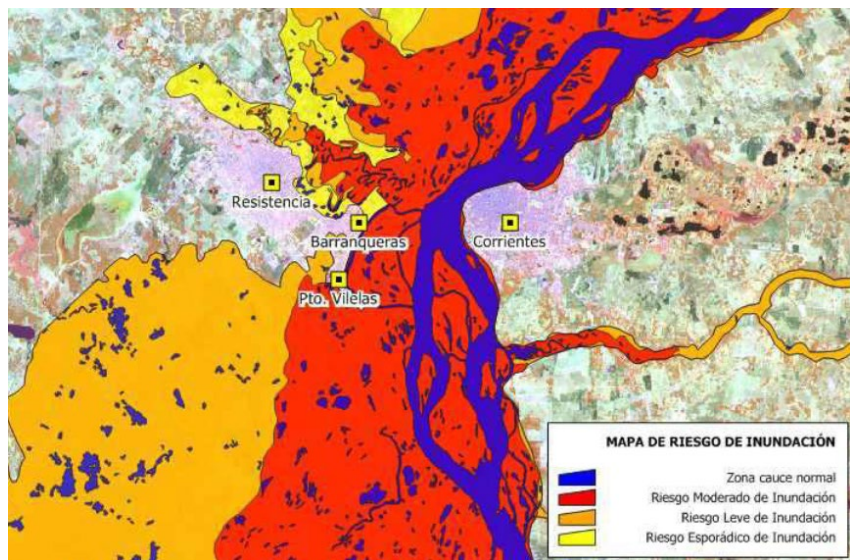 Resistencia
Barranqueras
Corrientes
Pto. Vilelas
MAPA DE RIESGO DE INUNDACIÓN
Zona cauce normal
Riesgo Moderado de Inundación
Riesgo Leve de Inundación
Riesgo Esporádico de Inundación